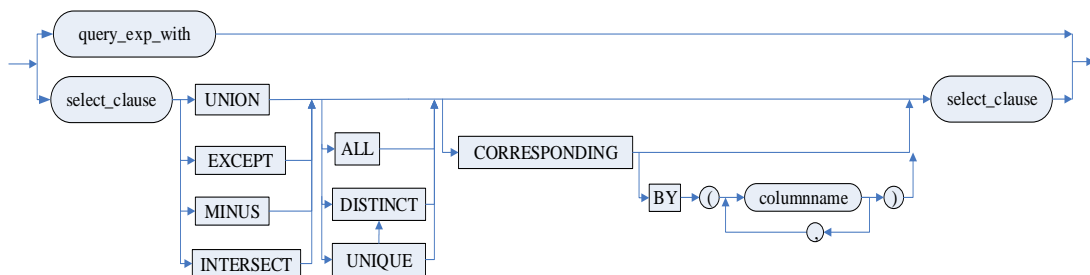 query_exp_with
select_clause
UNION
select_clause
ALL
CORRESPONDING
EXCEPT
BY
(
columnname
)
DISTINCT
MINUS
,
UNIQUE
INTERSECT